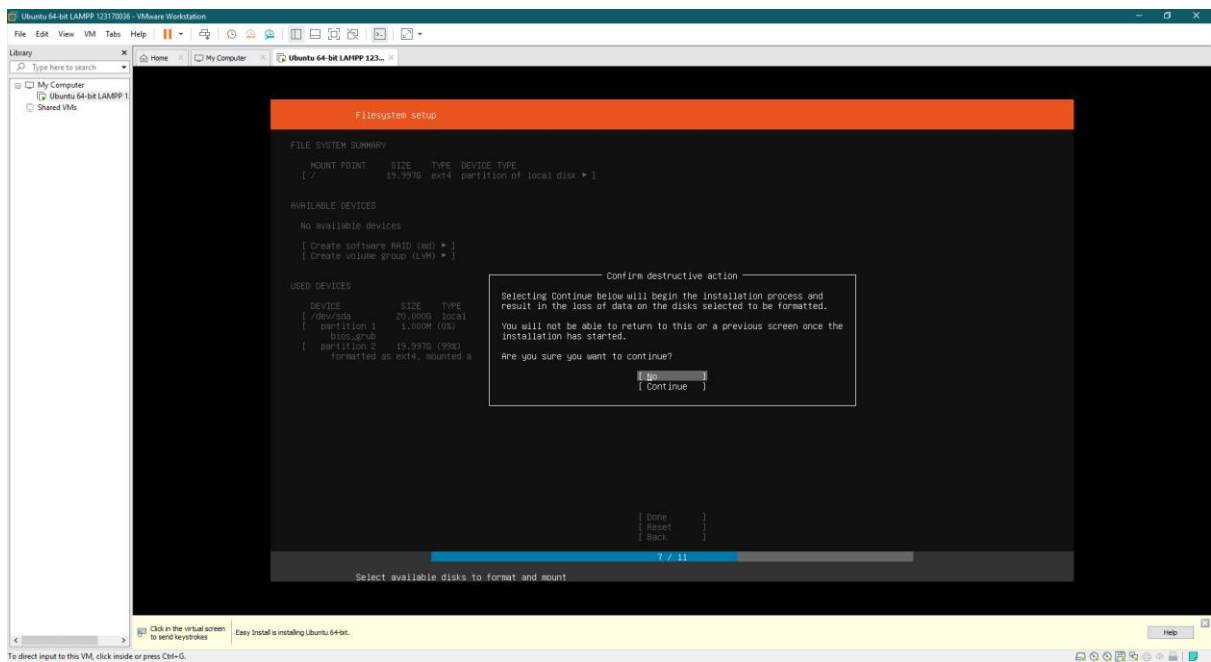 Ubuntu 64-bit LAMPP 123170036 - VMware Workstation
File Edit View VM Tabs Help
Library
Type here to search
My Computer
Ubuntu 64-bit LAMPP 1
Shared VMs
Home
My Computer
Ubuntu 64-bit LAMPP 123...
Filesystem setup
FILE SYSTEM SUMMARY
MOUNT POINT SIZE TYPE DEVICE TYPE
[ / 19.997G ext4 partition of local disk ▸ ]
AVAILABLE DEVICES
No available devices
[ Create software RAID (md) ▸ ]
[ Create volume group (LVM) ▸ ]
USED DEVICES
DEVICE SIZE TYPE
[ /dev/sda 20.000G local
[ partition 1 1.000M (0%)
bios_grub
[ partition 2 19.997G (99%)
formatted as ext4, mounted a
Confirm destructive action
Selecting Continue below will begin the installation process and
result in the loss of data on the disks selected to be formatted.
You will not be able to return to this or a previous screen once the
installation has started.
Are you sure you want to continue?
[ No ]
[ Continue ]
[ Done ]
[ Reset ]
[ Back ]
7 / 11
Select available disks to format and mount
Click in the virtual screen
to send keystrokes
Easy Install is installing Ubuntu 64-bit.
Help
To direct input to this VM, click inside or press Ctrl+G.